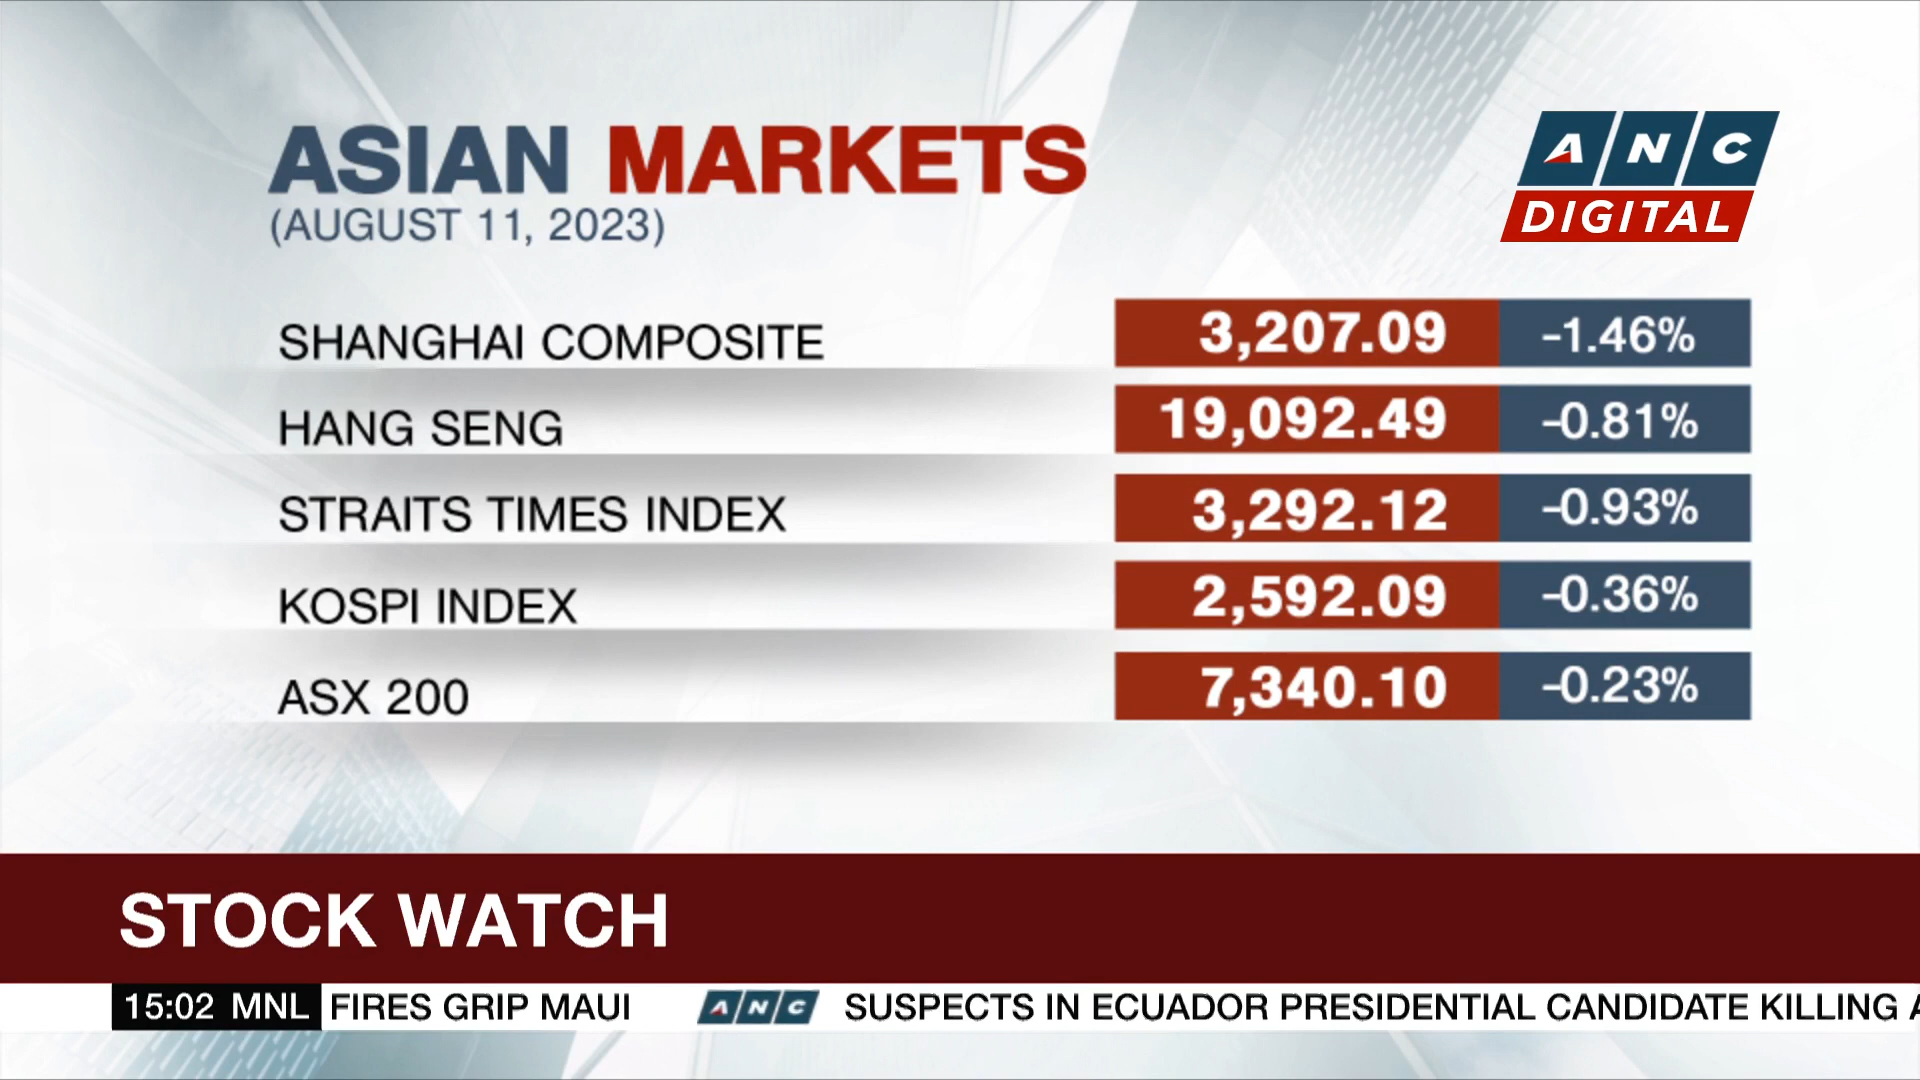 ASIAN MARKETS
(AUGUST 11, 2023)
ANC
DIGITAL
SHANGHAI COMPOSITE 3,207.09 -1.46%
HANG SENG 19,092.49 -0.81%
STRAITS TIMES INDEX 3,292.12 -0.93%
KOSPI INDEX 2,592.09 -0.36%
ASX 200 7,340.10 -0.23%
STOCK WATCH
15:02 MNL FIRES GRIP MAUI ANC SUSPECTS IN ECUADOR PRESIDENTIAL CANDIDATE KILLING